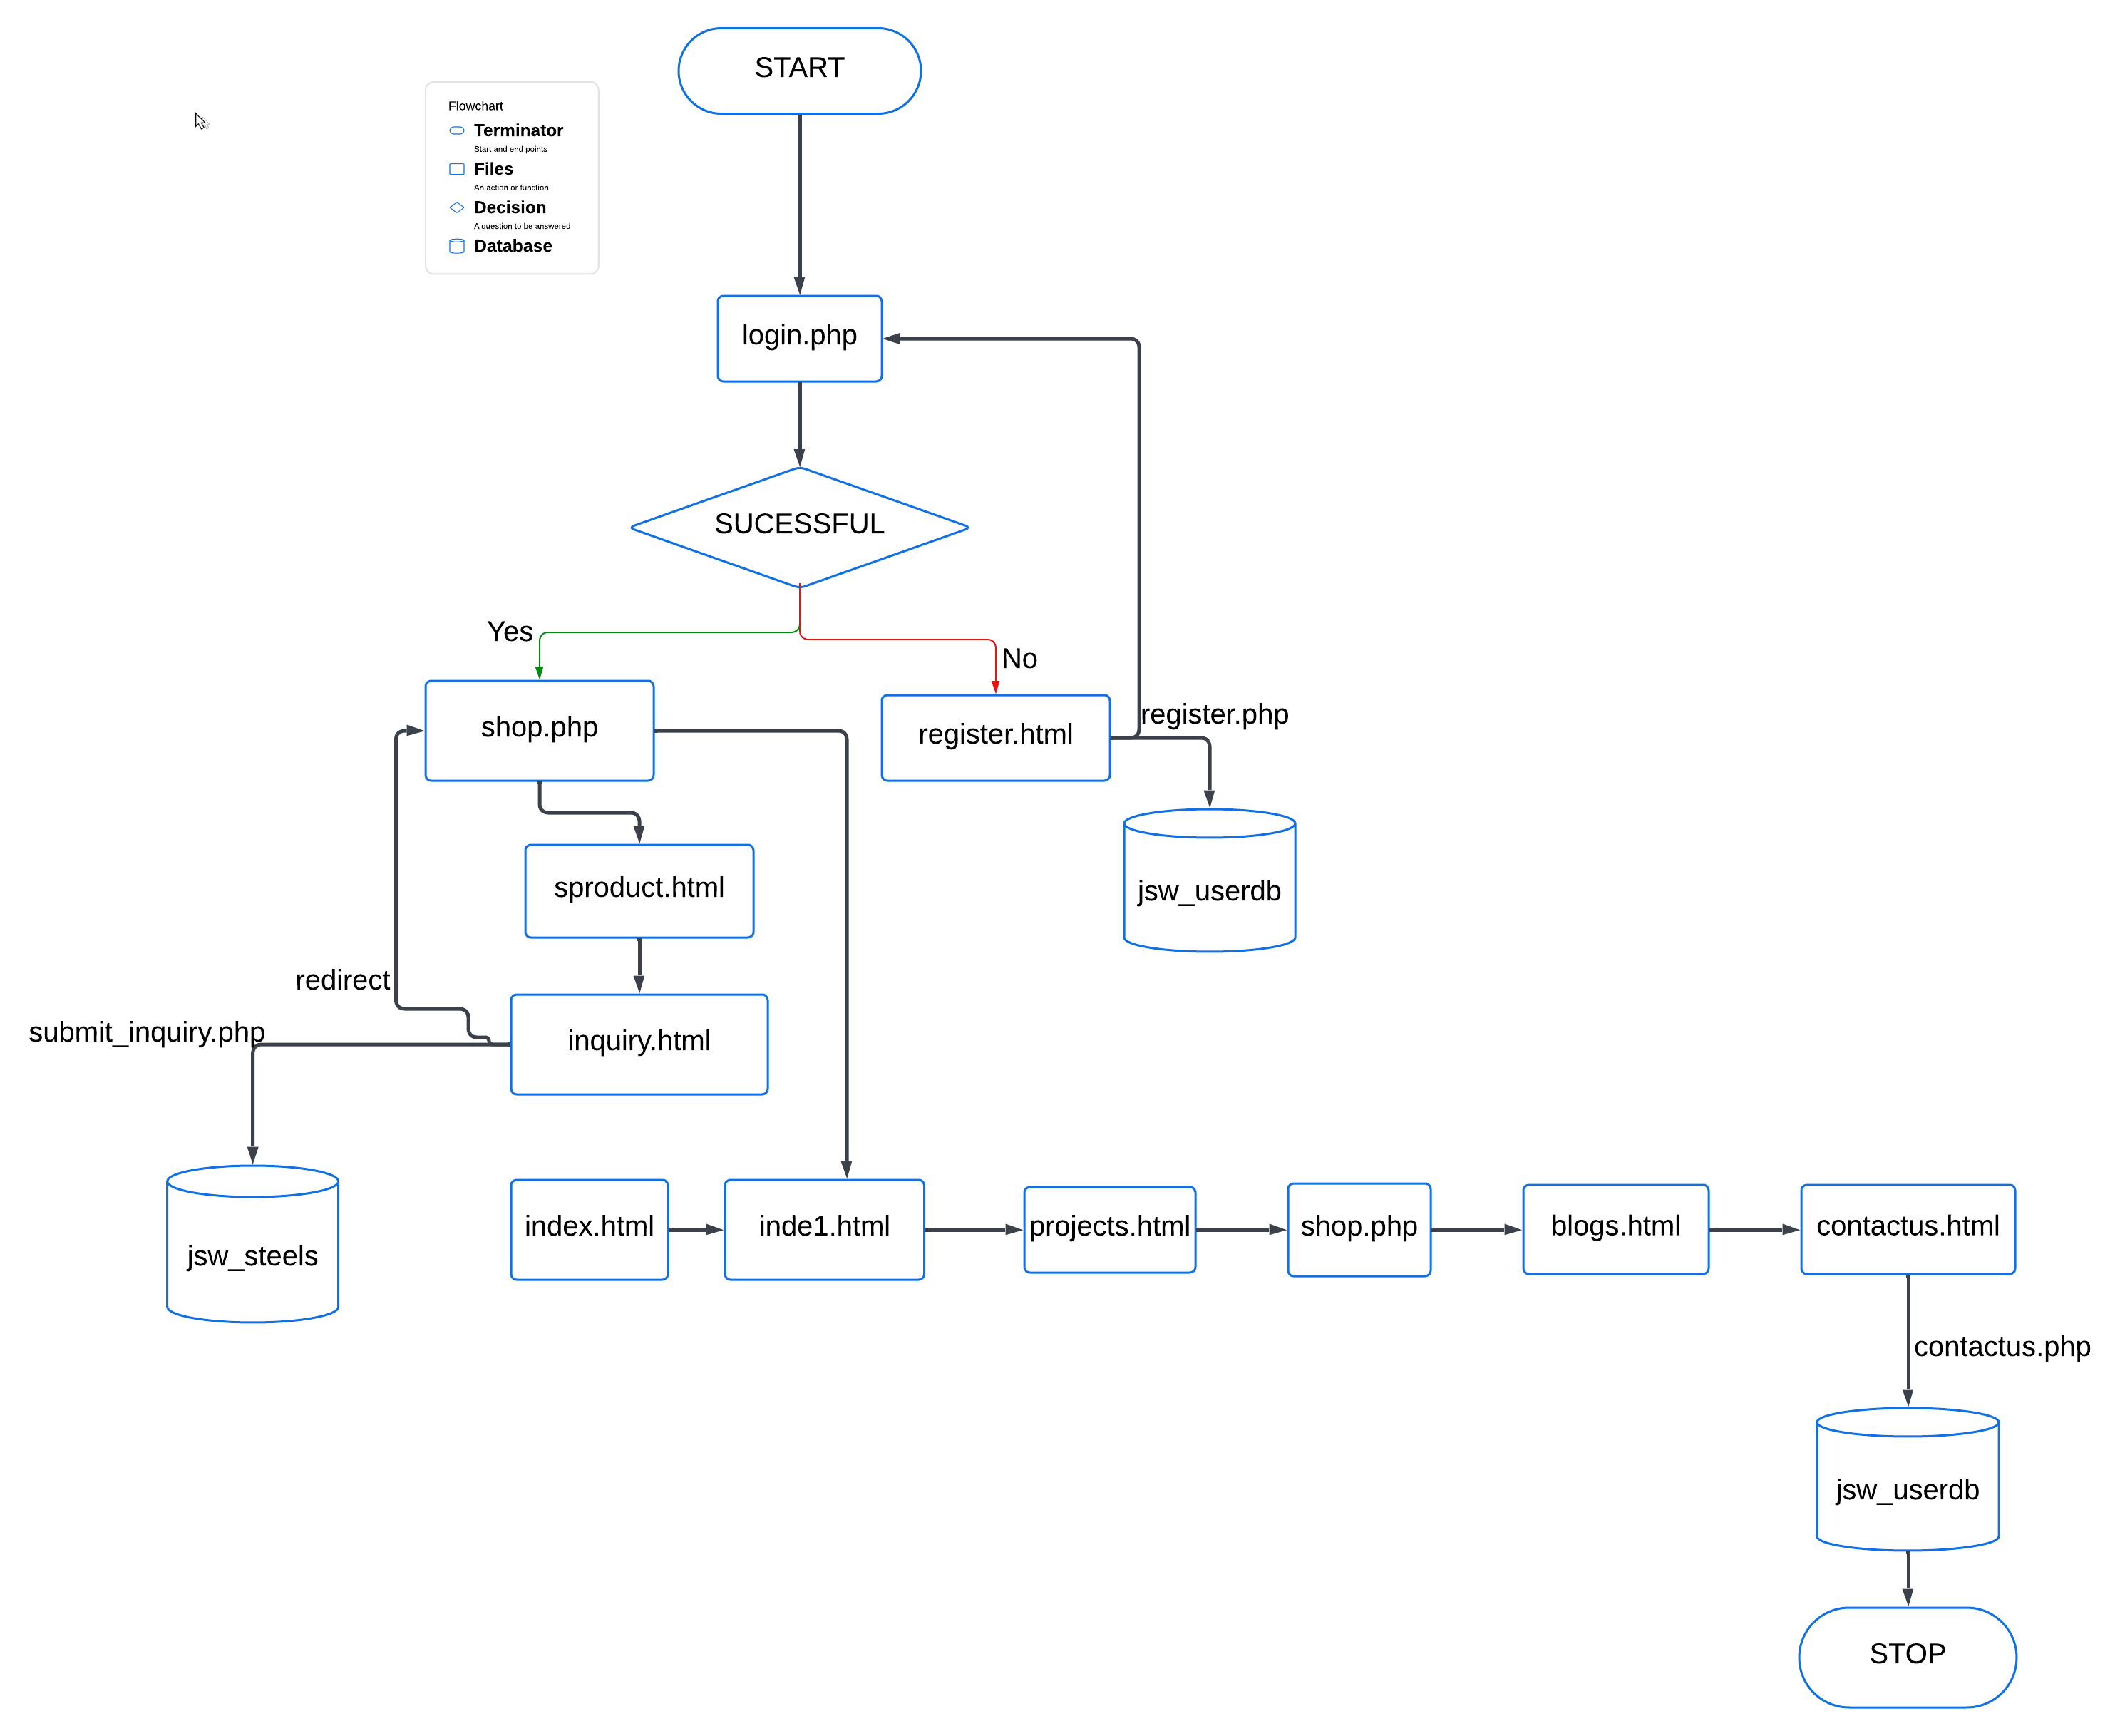 START
Flowchart
Terminator
Start and end points
Files
An action or function
Decision
A question to be answered
Database
login.php
SUCESSFUL
Yes
No
shop.php
register.html
register.php
sproduct.html
jsw_userdb
redirect
submit_inquiry.php
inquiry.html
jsw_steels
index.html
inde1.html
projects.html
shop.php
blogs.html
contactus.html
contactus.php
jsw_userdb
STOP